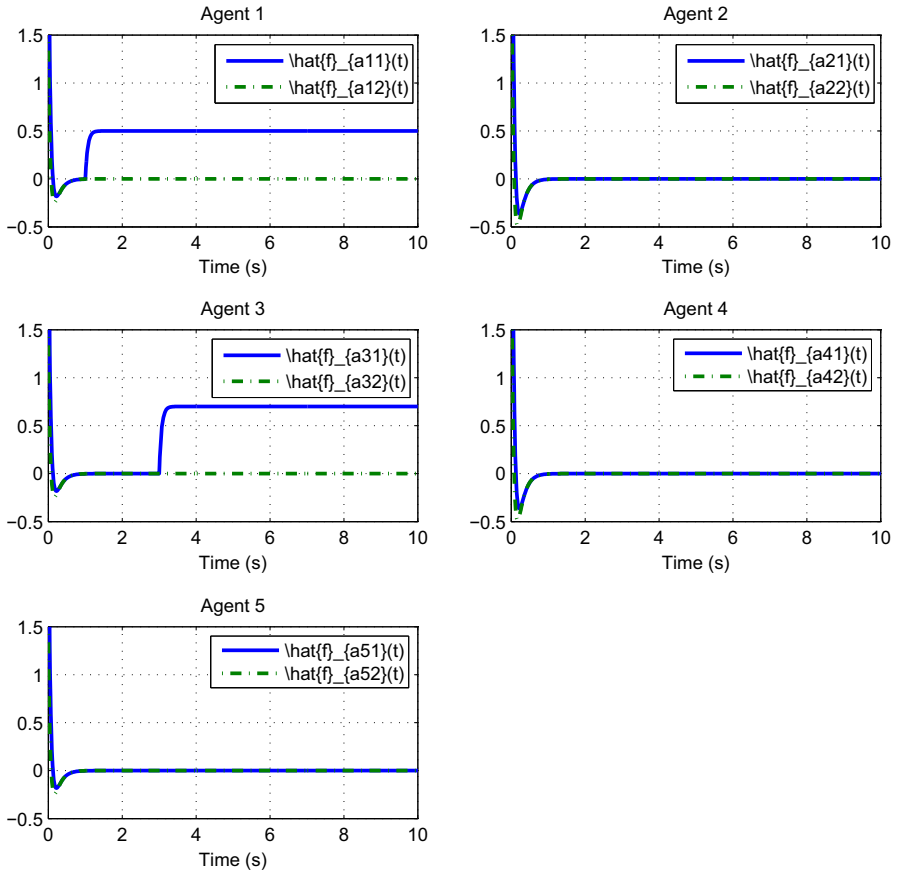 Agent 1
1.5
1
0.5
0
−0.5
0 2 4 6 8 10
Time (s)
\hat{f}_{a11}(t)
\hat{f}_{a12}(t)
Agent 2
1.5
1
0.5
0
−0.5
0 2 4 6 8 10
Time (s)
\hat{f}_{a21}(t)
\hat{f}_{a22}(t)
Agent 3
1.5
1
0.5
0
−0.5
0 2 4 6 8 10
Time (s)
\hat{f}_{a31}(t)
\hat{f}_{a32}(t)
Agent 4
1.5
1
0.5
0
−0.5
0 2 4 6 8 10
Time (s)
\hat{f}_{a41}(t)
\hat{f}_{a42}(t)
Agent 5
1.5
1
0.5
0
−0.5
0 2 4 6 8 10
Time (s)
\hat{f}_{a51}(t)
\hat{f}_{a52}(t)